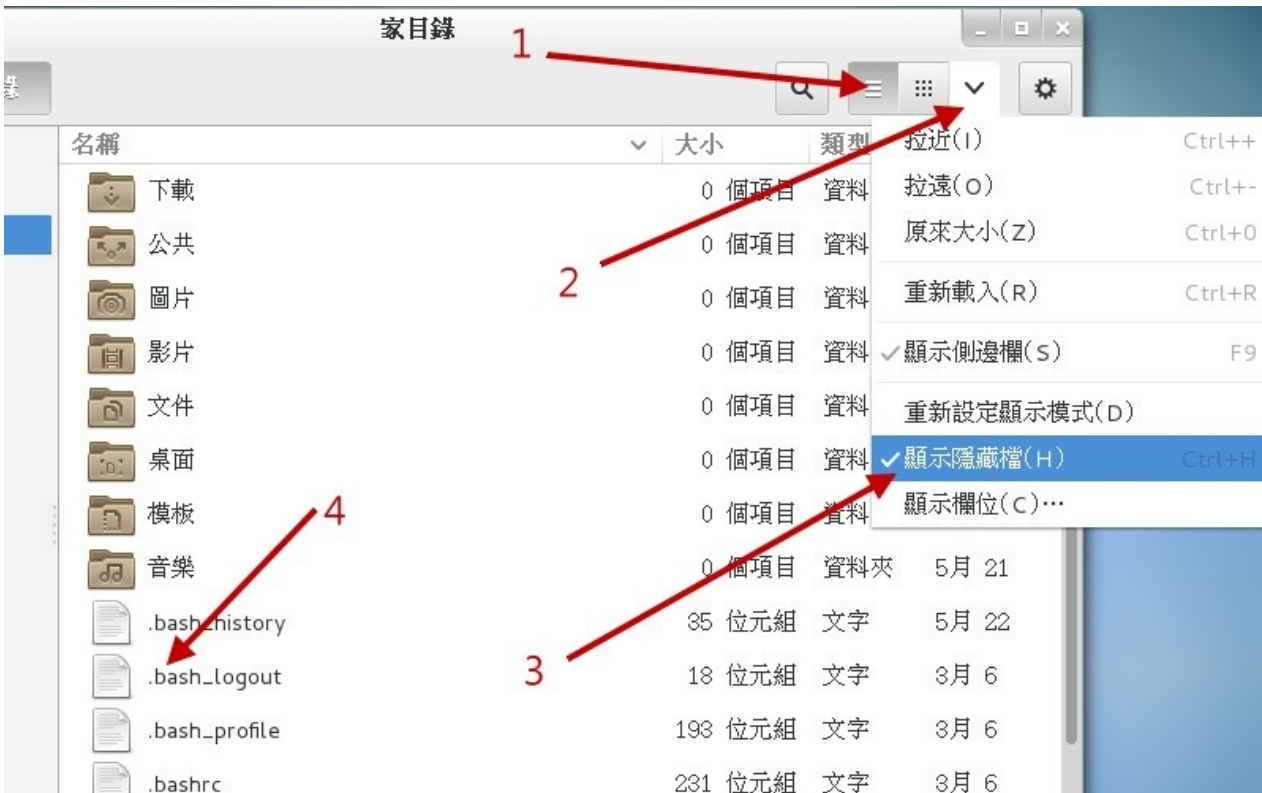 家目錄
1
錄
名稱 大小 類型
拉近(I) Ctrl++
下載 0 個項目 資料
拉遠(O) Ctrl+-
原來大小(Z) Ctrl+0
公共 0 個項目 資料
2
圖片 0 個項目 資料
重新載入(R) Ctrl+R
影片 0 個項目 資料
顯示側邊欄(S) F9
文件 0 個項目 資料
重新設定顯示模式(D)
桌面 0 個項目 資料
顯示隱藏檔(H) Ctrl+H
4
模板 0 個項目 資料
顯示欄位(C)…
音樂 0 個項目 資料夾 5月 21
.bash_history 35 位元組 文字 5月 22
3
.bash_logout 18 位元組 文字 3月 6
.bash_profile 193 位元組 文字 3月 6
.bashrc 231 位元組 文字 3月 6